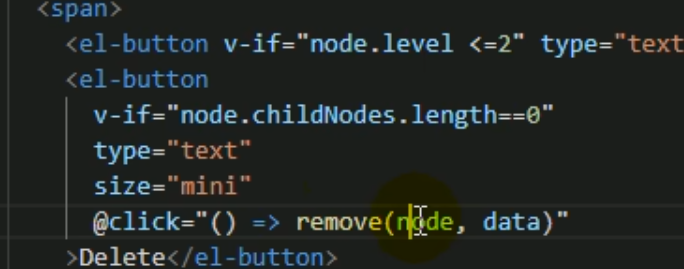 <span>
<el-button v-if="node.level <=2" type="text
<el-button
v-if="node.childNodes.length==0"
type="text"
size="mini"
@click="() => remove(node, data)"
>Delete</el-button>